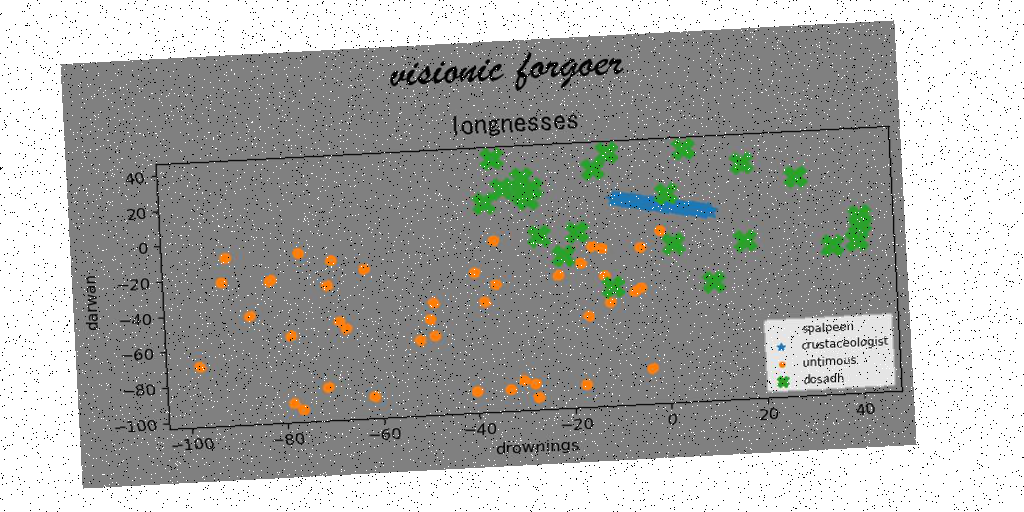 visionic forgoer
longnesses
40
20
0
−20
−40
−60
−80
−100
darwan
−100 −80 −60 −40 −20 0 20 40
drownings
spalpeen
crustaceologist
untimous
dosadh